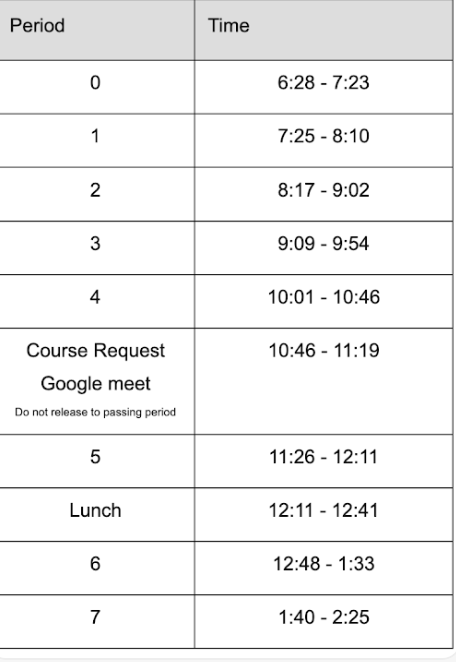 Period Time
0 6:28 - 7:23
1 7:25 - 8:10
2 8:17 - 9:02
3 9:09 - 9:54
4 10:01 - 10:46
Course Request 10:46 - 11:19
Google meet
Do not release to passing period
5 11:26 - 12:11
Lunch 12:11 - 12:41
6 12:48 - 1:33
7 1:40 - 2:25